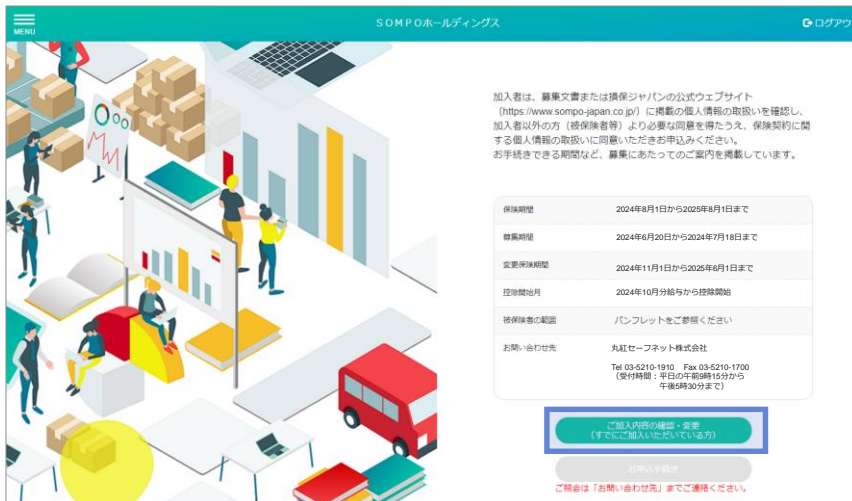 MENU
SOMPOホールディングス
ログアウ
加入者は、募集文書または損保ジャパンの公式ウェブサイト
（https://www.sompo-japan.co.jp/）に掲載の個人情報の取扱いを確認し、
加入者以外の方（被保険者等）より必要な同意を得たうえ、保険契約に関
する個人情報の取扱いに同意いただきお申込みください。
お手続きできる期間など、募集にあたってのご案内を掲載しています。
保険期間 2024年8月1日から2025年8月1日まで
募集期間 2024年6月20日から2024年7月18日まで
変更保険期間 2024年11月1日から2025年6月1日まで
控除開始月 2024年10月分給与から控除開始
被保険者の範囲 パンフレットをご参照ください
お問い合わせ先 丸紅セーフネット株式会社
Tel 03-5210-1910 Fax 03-5210-1700
（受付時間：平日の午前9時15分から
午後5時30分まで）
ご加入内容の確認・変更
（すでにご加入いただいている方）
お申込手続き
ご照会は「お問い合わせ先」までご連絡ください。